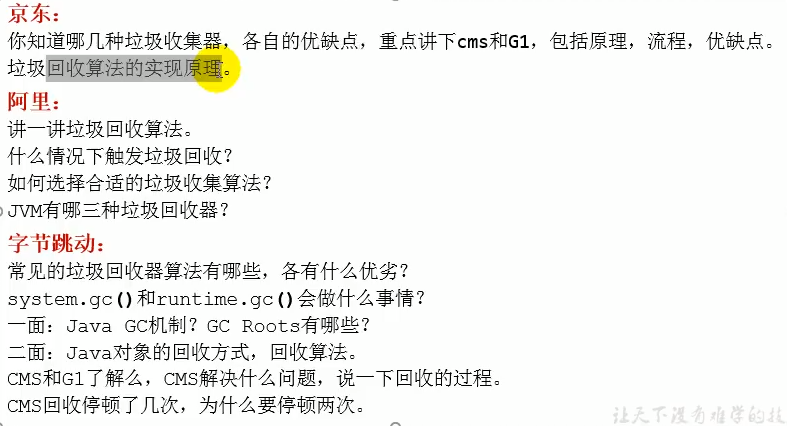 京东：
你知道哪几种垃圾收集器，各自的优缺点，重点讲下cms和G1，包括原理，流程，优缺点。
垃圾回收算法的实现原理。
阿里：
讲一讲垃圾回收算法。
什么情况下触发垃圾回收？
如何选择合适的垃圾收集算法？
JVM有哪三种垃圾回收器？
字节跳动：
常见的垃圾回收器算法有哪些，各有什么优劣？
system.gc()和runtime.gc()会做什么事情？
一面：Java GC机制？GC Roots有哪些？
二面：Java对象的回收方式，回收算法。
CMS和G1了解么，CMS解决什么问题，说一下回收的过程。
CMS回收停顿了几次，为什么要停顿两次。
让天下没有难学的技